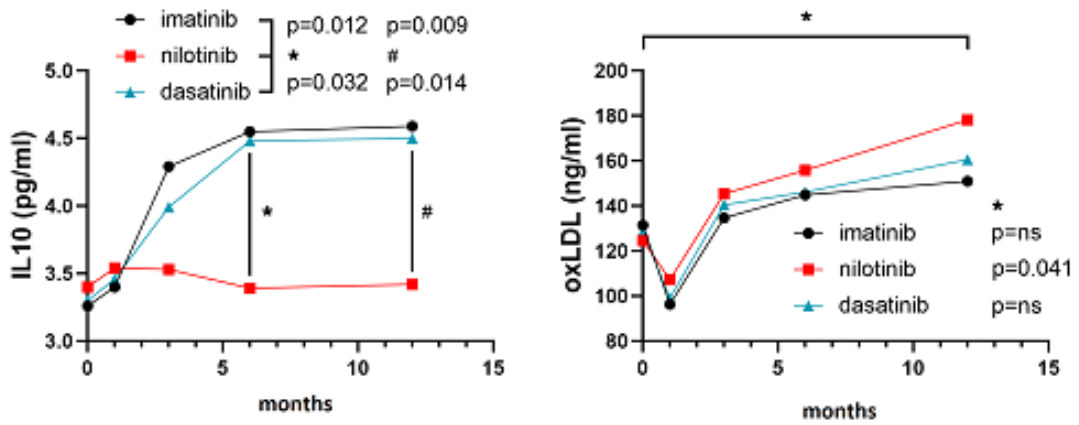 imatinib p=0.012 p=0.009
nilotinib * #
dasatinib p=0.032 p=0.014
5.0
4.5
4.0
3.5
3.0
IL10 (pg/ml)
*
#
0 5 10 15
months
*
200
180
160
140
120
100
80
oxLDL (ng/ml)
*
imatinib p=ns
nilotinib p=0.041
dasatinib p=ns
0 5 10 15
months